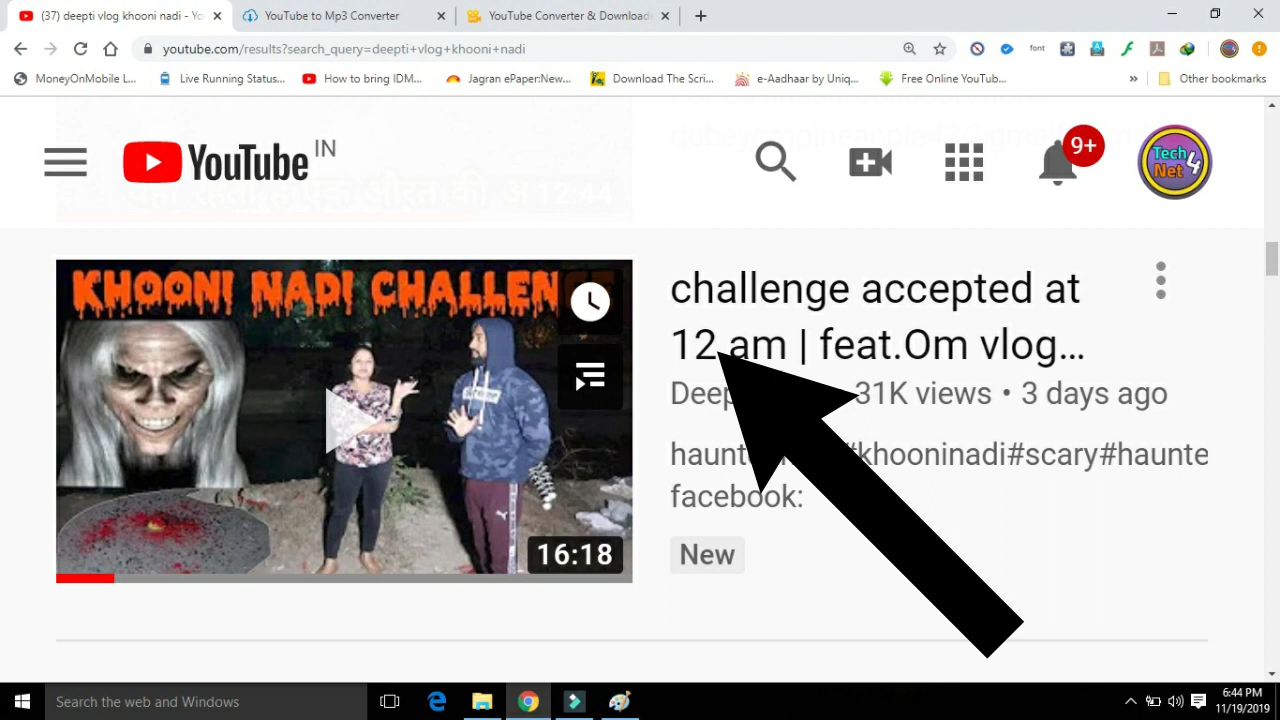 (37) deepti vlog khooni nadi - Yo
YouTube to Mp3 Converter
YouTube Converter & Download
youtube.com/results?search_query=deepti+vlog+khooni+nadi
font
MoneyOnMobile L...
Live Running Status...
How to bring IDM...
Jagran ePaper:New...
Download The Scri...
e-Aadhaar by Uniq...
Free Online YouTub...
»
Other bookmarks
YouTube IN
9+
Tech
Net 4
12:44
KHOONI NADI CHALLEN
16:18
challenge accepted at
12 am | feat.Om vlog...
31K views • 3 days ago
#khooninadi#scary#haunte
facebook:
New
Search the web and Windows
6:44 PM
11/19/2019